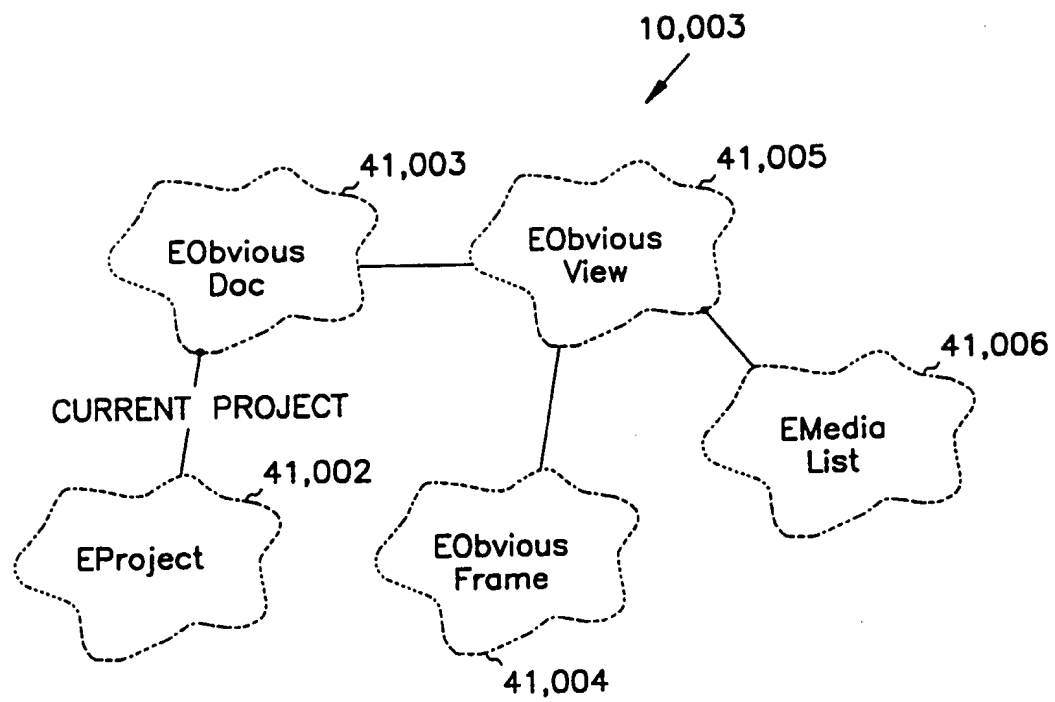 10,003
41,003
41,005
EObvious
Doc
EObvious
View
41,006
CURRENT PROJECT
EMedia
List
41,002
EProject
EObvious
Frame
41,004